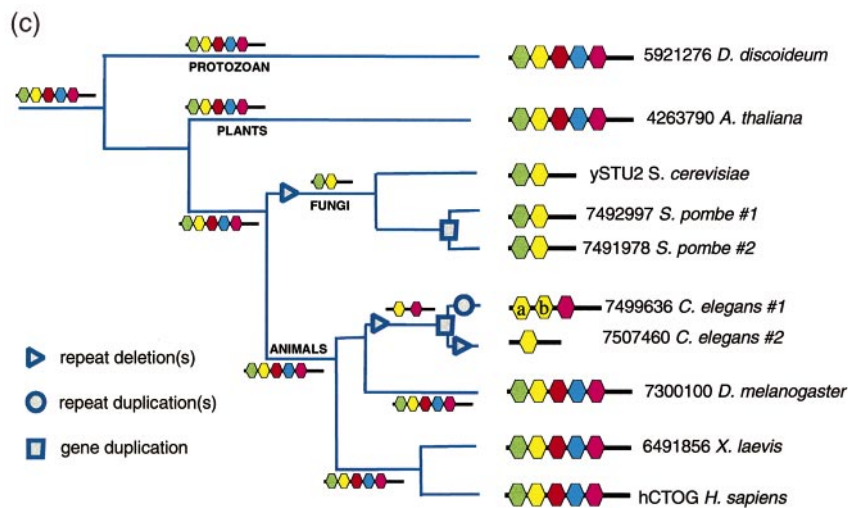 (c)
PROTOZOAN
5921276 D. discoideum
PLANTS
4263790 A. thaliana
FUNGI
ySTU2 S. cerevisiae
7492997 S. pombe #1
7491978 S. pombe #2
a b
7499636 C. elegans #1
7507460 C. elegans #2
ANIMALS
repeat deletion(s)
repeat duplication(s)
gene duplication
7300100 D. melanogaster
6491856 X. laevis
hCTOG H. sapiens